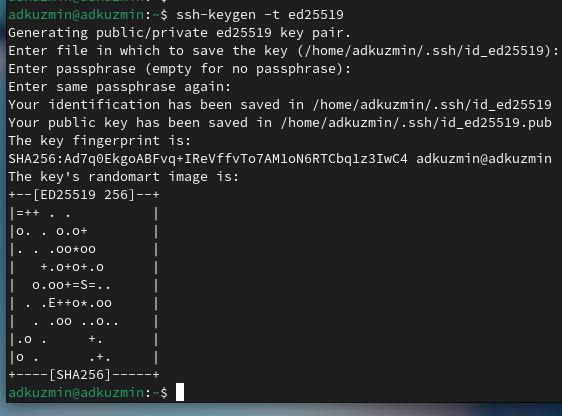 adkuzmin@adkuzmin:~$ ssh-keygen -t ed25519
Generating public/private ed25519 key pair.
Enter file in which to save the key (/home/adkuzmin/.ssh/id_ed25519):
Enter passphrase (empty for no passphrase):
Enter same passphrase again:
Your identification has been saved in /home/adkuzmin/.ssh/id_ed25519
Your public key has been saved in /home/adkuzmin/.ssh/id_ed25519.pub
The key fingerprint is:
SHA256:Ad7q0EkgoABFvq+IReVffvTo7AM1oN6RTCbq1z3IwC4 adkuzmin@adkuzmin
The key's randomart image is:
+--[ED25519 256]--+
|=++ . .          |
|o. . o.o+        |
|. . .oo*oo       |
|   +.o+o+.o      |
|  o.oo+=S=..     |
| . .E++o*.oo     |
|  . .oo ..o..    |
|.o .     +.      |
|o .      .+.     |
+----[SHA256]-----+
adkuzmin@adkuzmin:~$